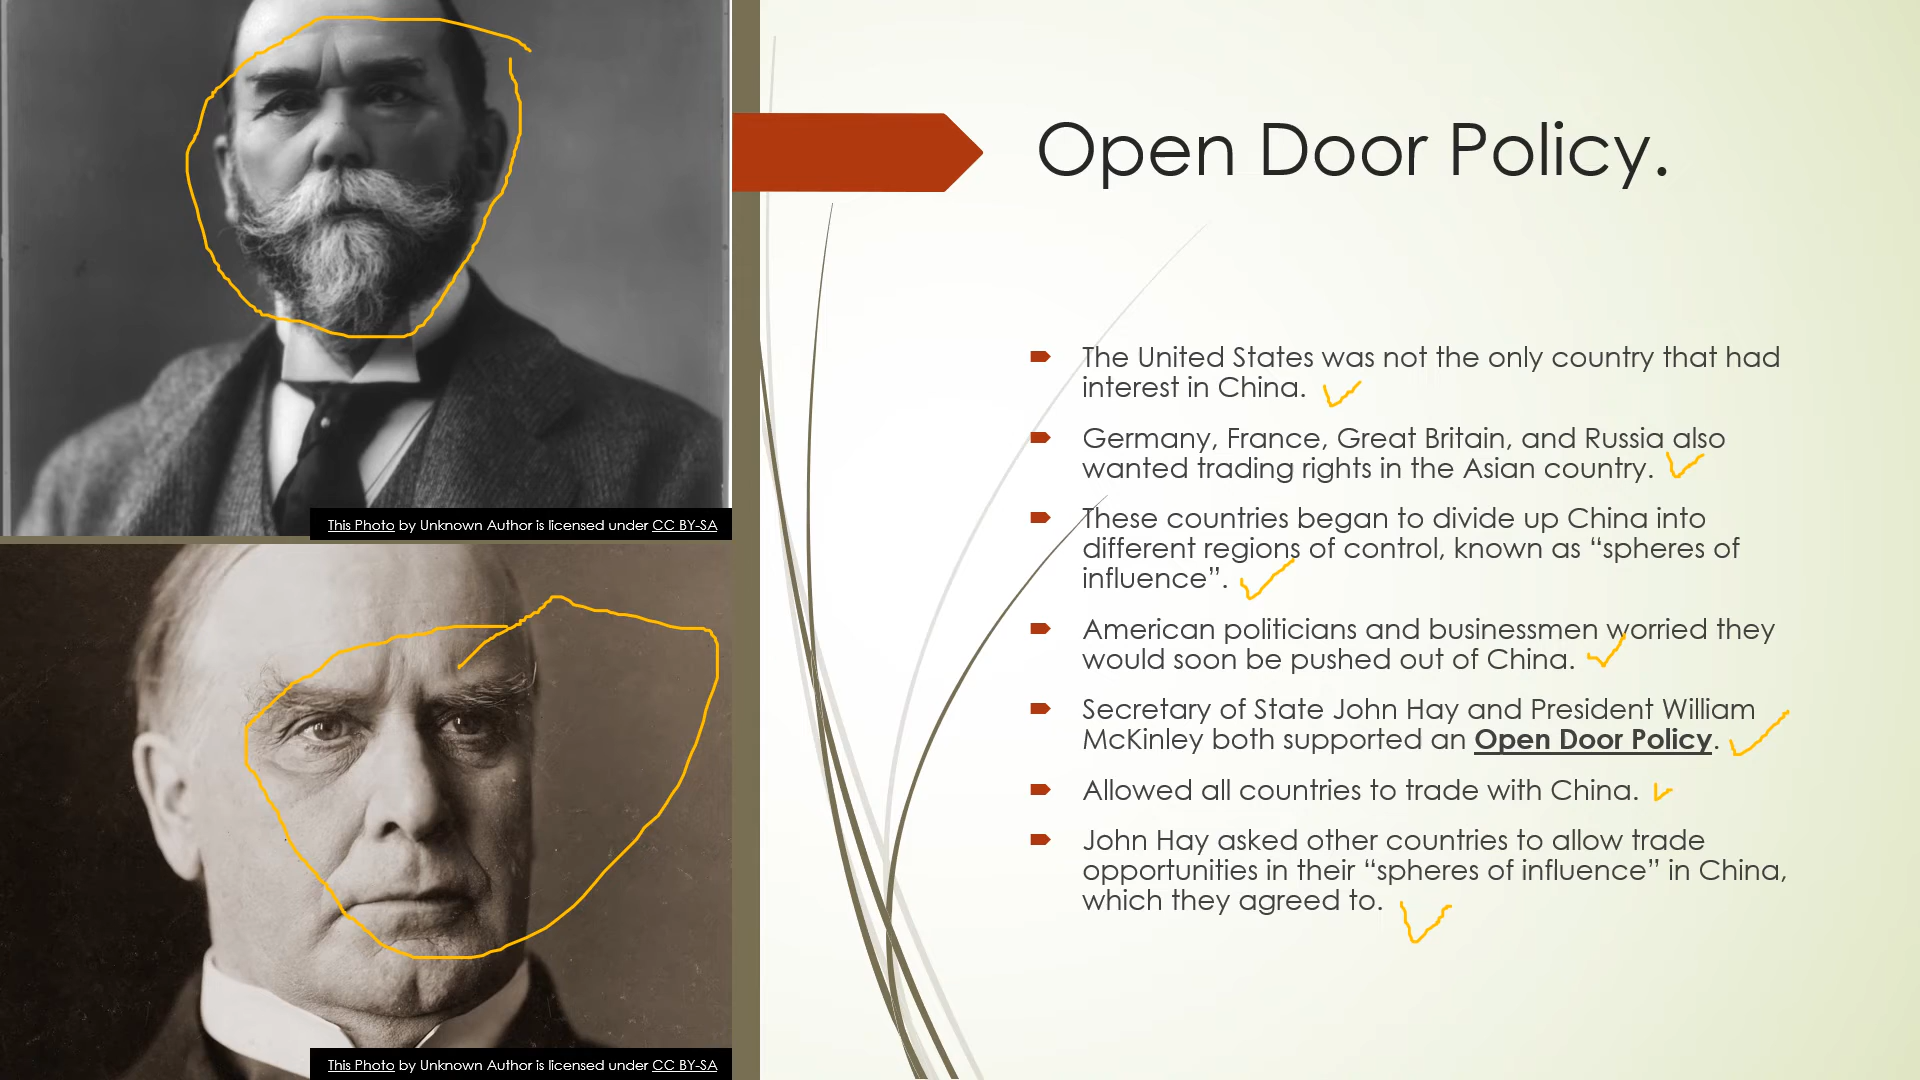 Open Door Policy.
The United States was not the only country that had
interest in China.
Germany, France, Great Britain, and Russia also
wanted trading rights in the Asian country.
These countries began to divide up China into
different regions of control, known as “spheres of
influence”.
American politicians and businessmen worried they
would soon be pushed out of China.
Secretary of State John Hay and President William
McKinley both supported an Open Door Policy.
Allowed all countries to trade with China.
John Hay asked other countries to allow trade
opportunities in their “spheres of influence” in China,
which they agreed to.
This Photo by Unknown Author is licensed under CC BY-SA
This Photo by Unknown Author is licensed under CC BY-SA